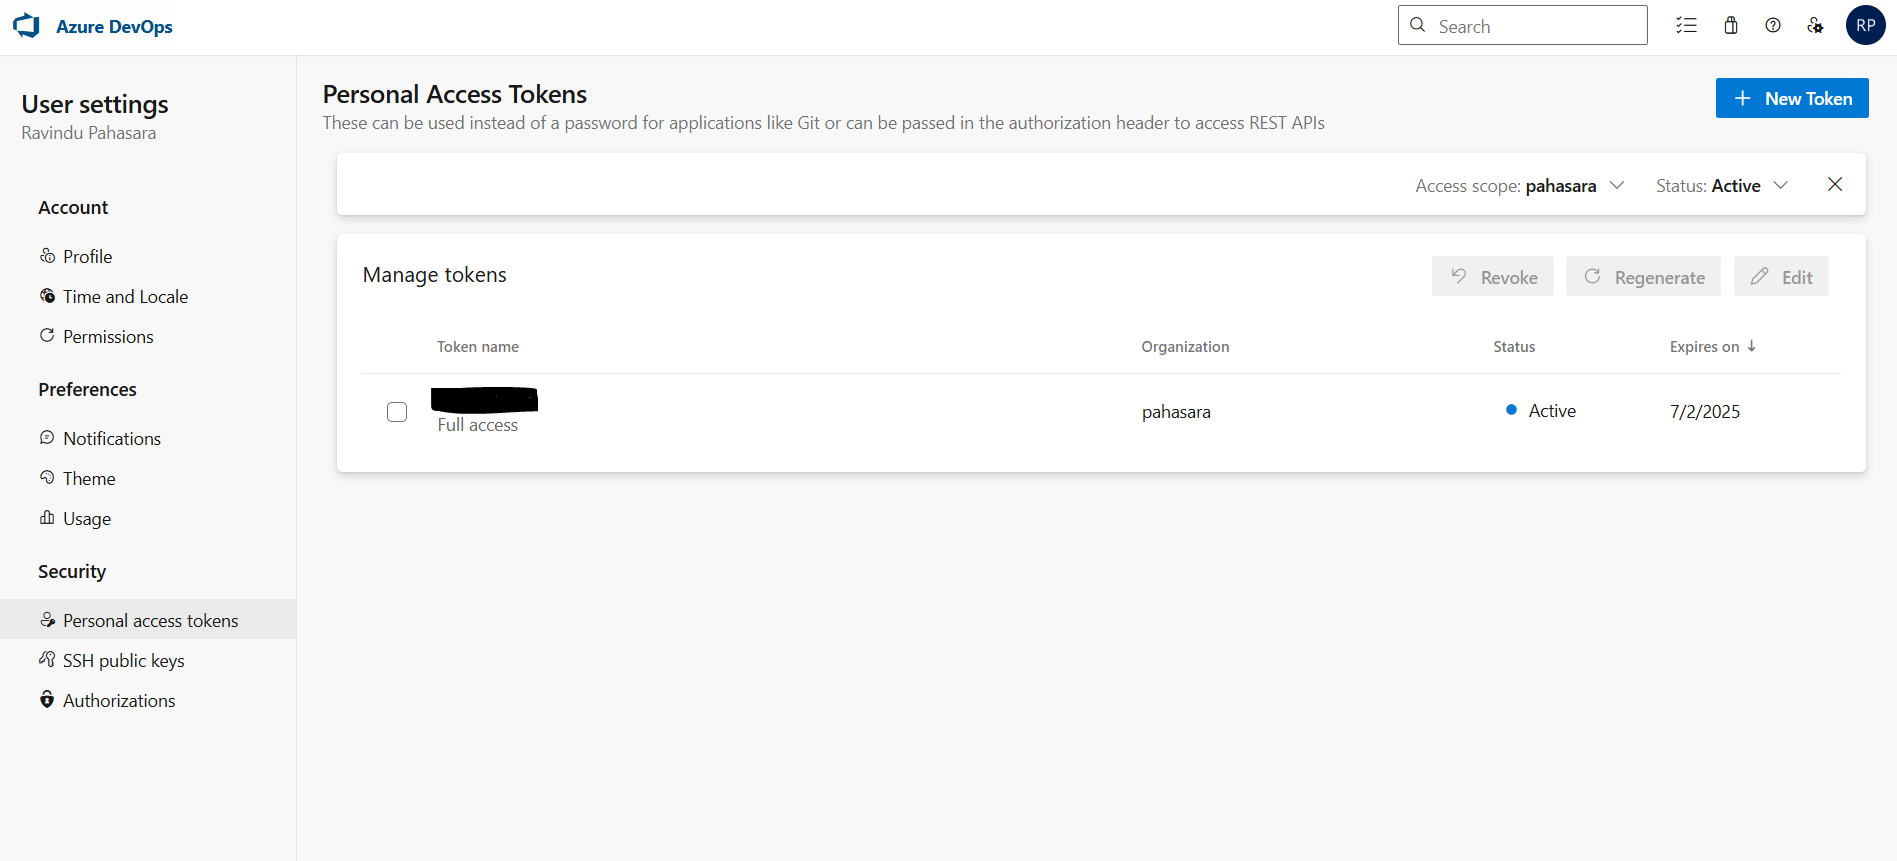 Azure DevOps
Search
RP
User settings
Ravindu Pahasara
Account
Profile
Time and Locale
Permissions
Preferences
Notifications
Theme
Usage
Security
Personal access tokens
SSH public keys
Authorizations
Personal Access Tokens
These can be used instead of a password for applications like Git or can be passed in the authorization header to access REST APIs
New Token
Access scope: pahasara Status: Active
Manage tokens
Revoke Regenerate Edit
Token name Organization Status Expires on
Full access
pahasara Active 7/2/2025